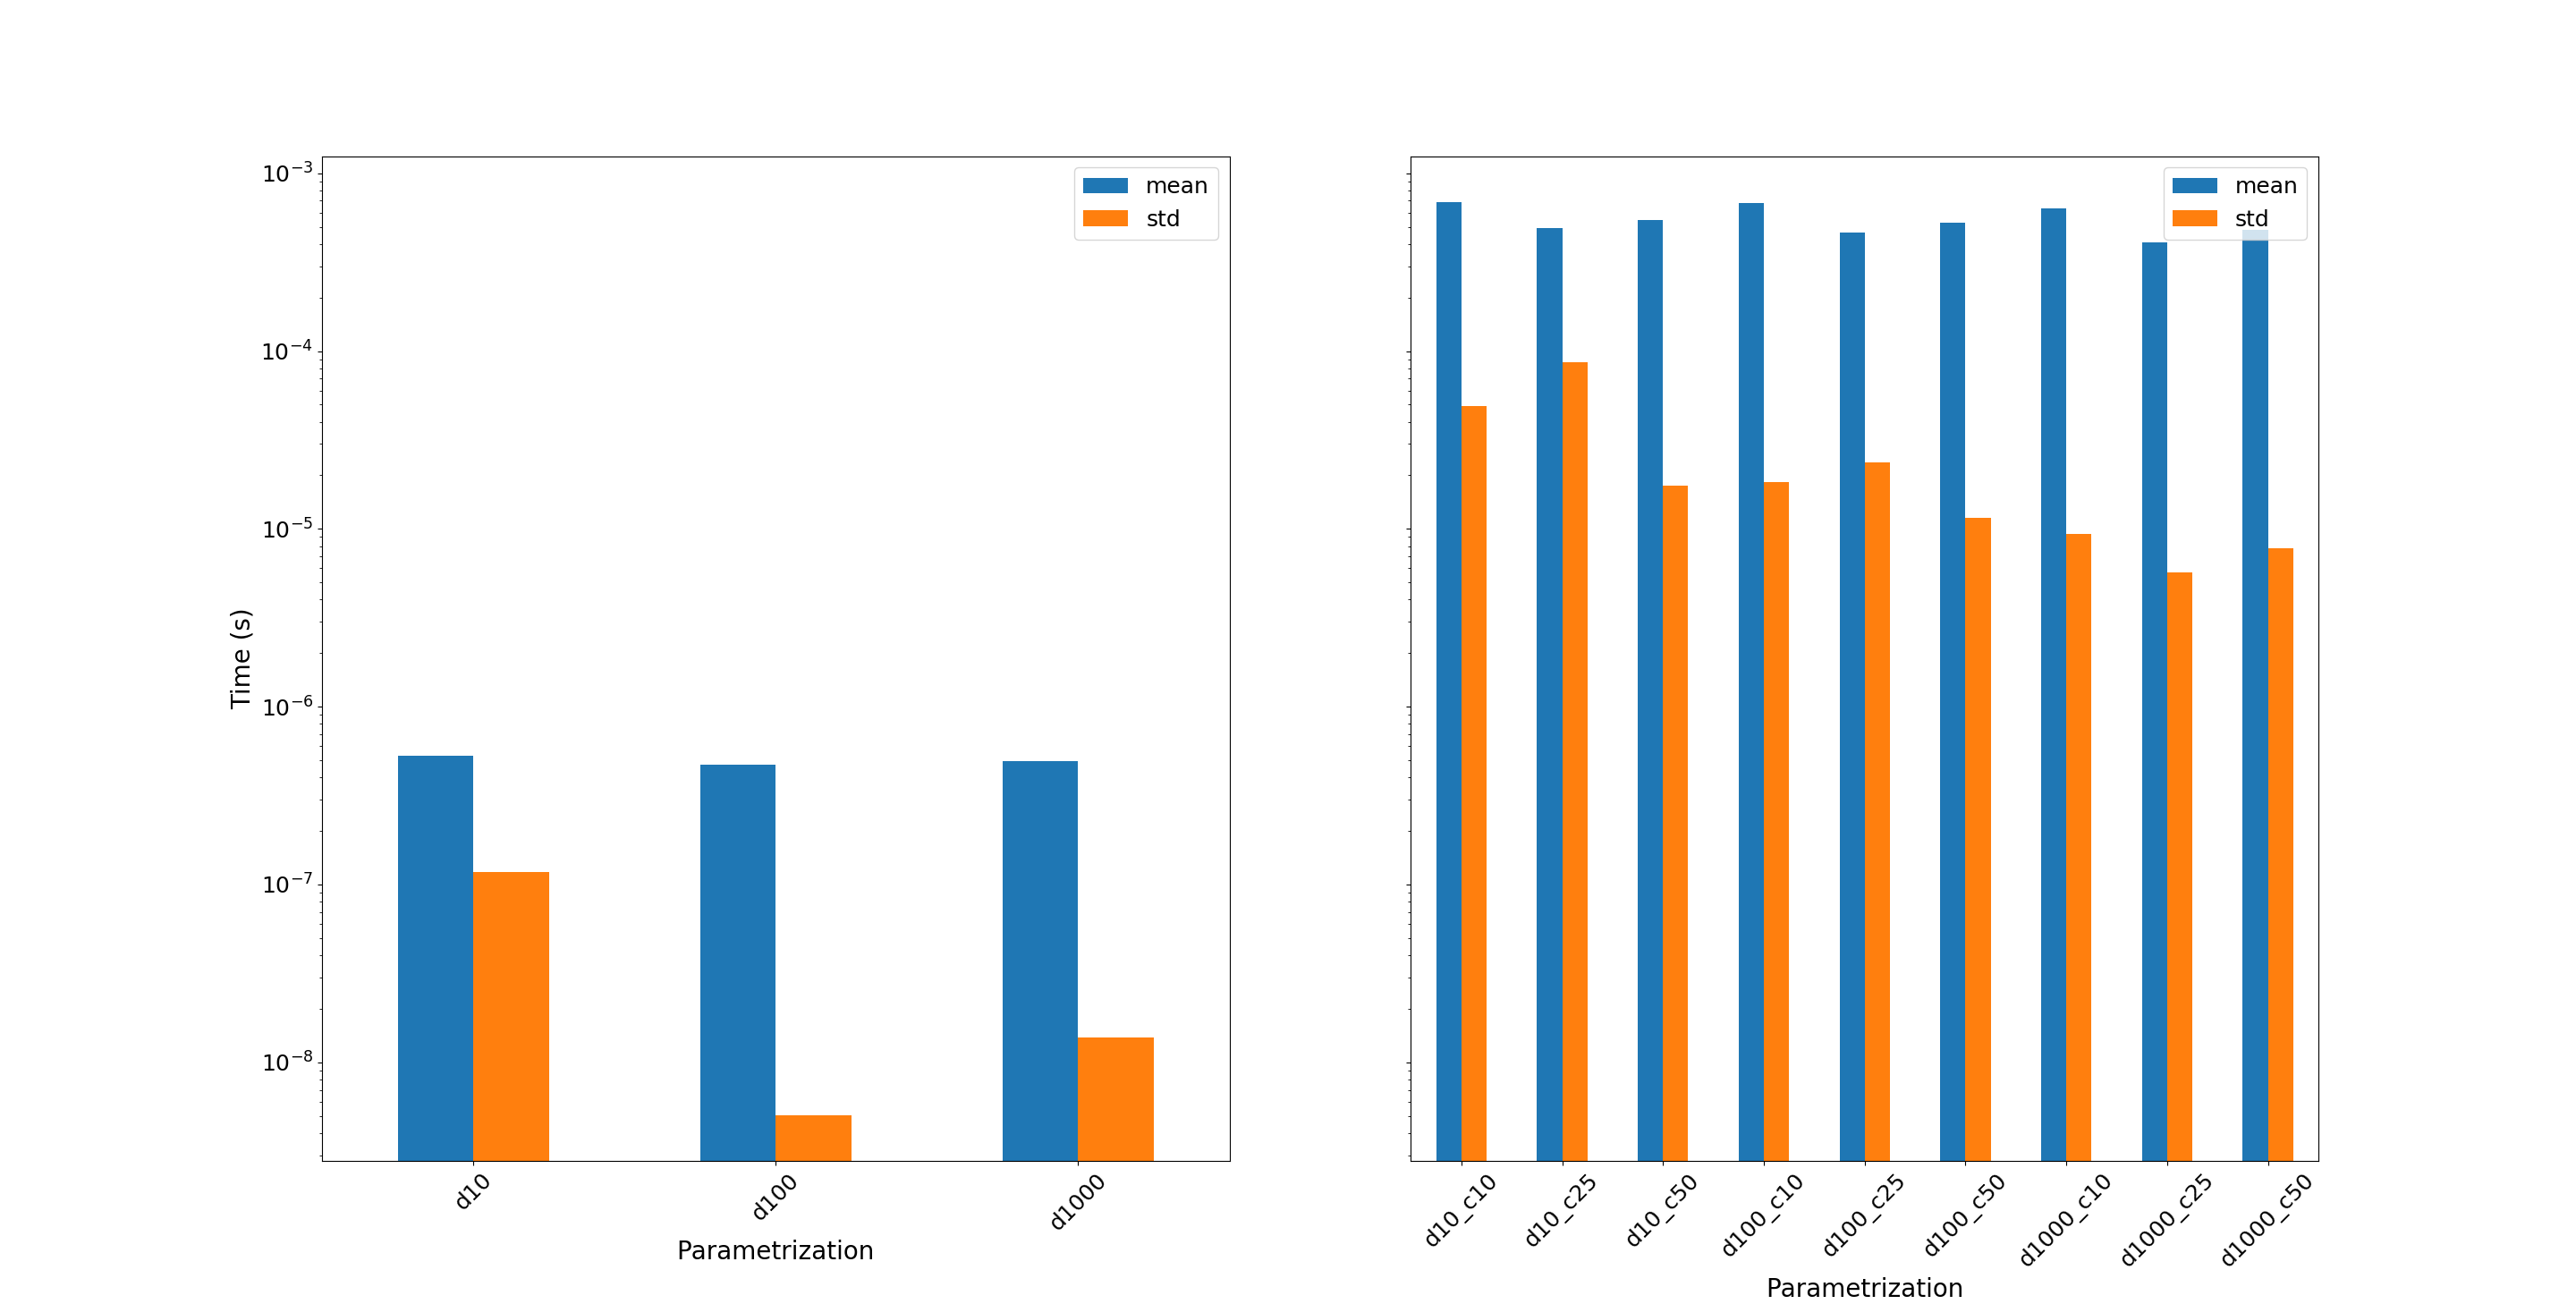 10⁻³
10⁻⁴
10⁻⁵
10⁻⁶
10⁻⁷
10⁻⁸
Time (s)
mean
std
d10
d100
d1000
Parametrization
mean
std
d10_c10
d10_c25
d10_c50
d100_c10
d100_c25
d100_c50
d1000_c10
d1000_c25
d1000_c50
Parametrization